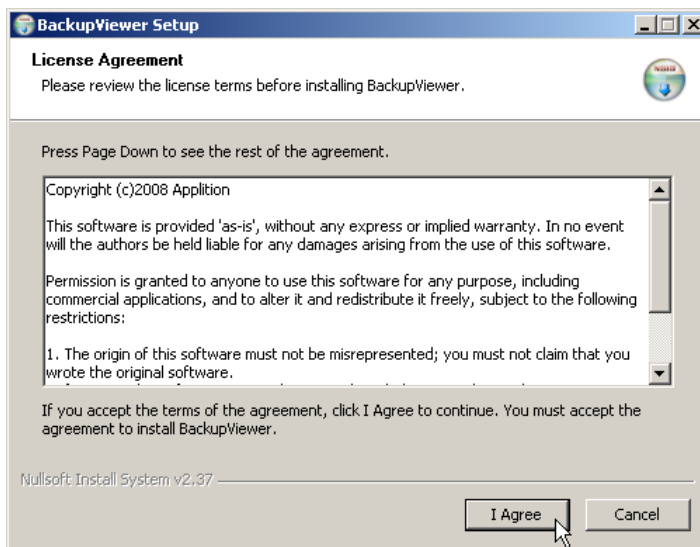 BackupViewer Setup
License Agreement
Please review the license terms before installing BackupViewer.
NSIS
Press Page Down to see the rest of the agreement.
Copyright (c)2008 Applition
This software is provided 'as-is', without any express or implied warranty. In no event
will the authors be held liable for any damages arising from the use of this software.
Permission is granted to anyone to use this software for any purpose, including
commercial applications, and to alter it and redistribute it freely, subject to the following
restrictions:
1. The origin of this software must not be misrepresented; you must not claim that you
wrote the original software.
If you accept the terms of the agreement, click I Agree to continue. You must accept the
agreement to install BackupViewer.
Nullsoft Install System v2.37
I Agree
Cancel